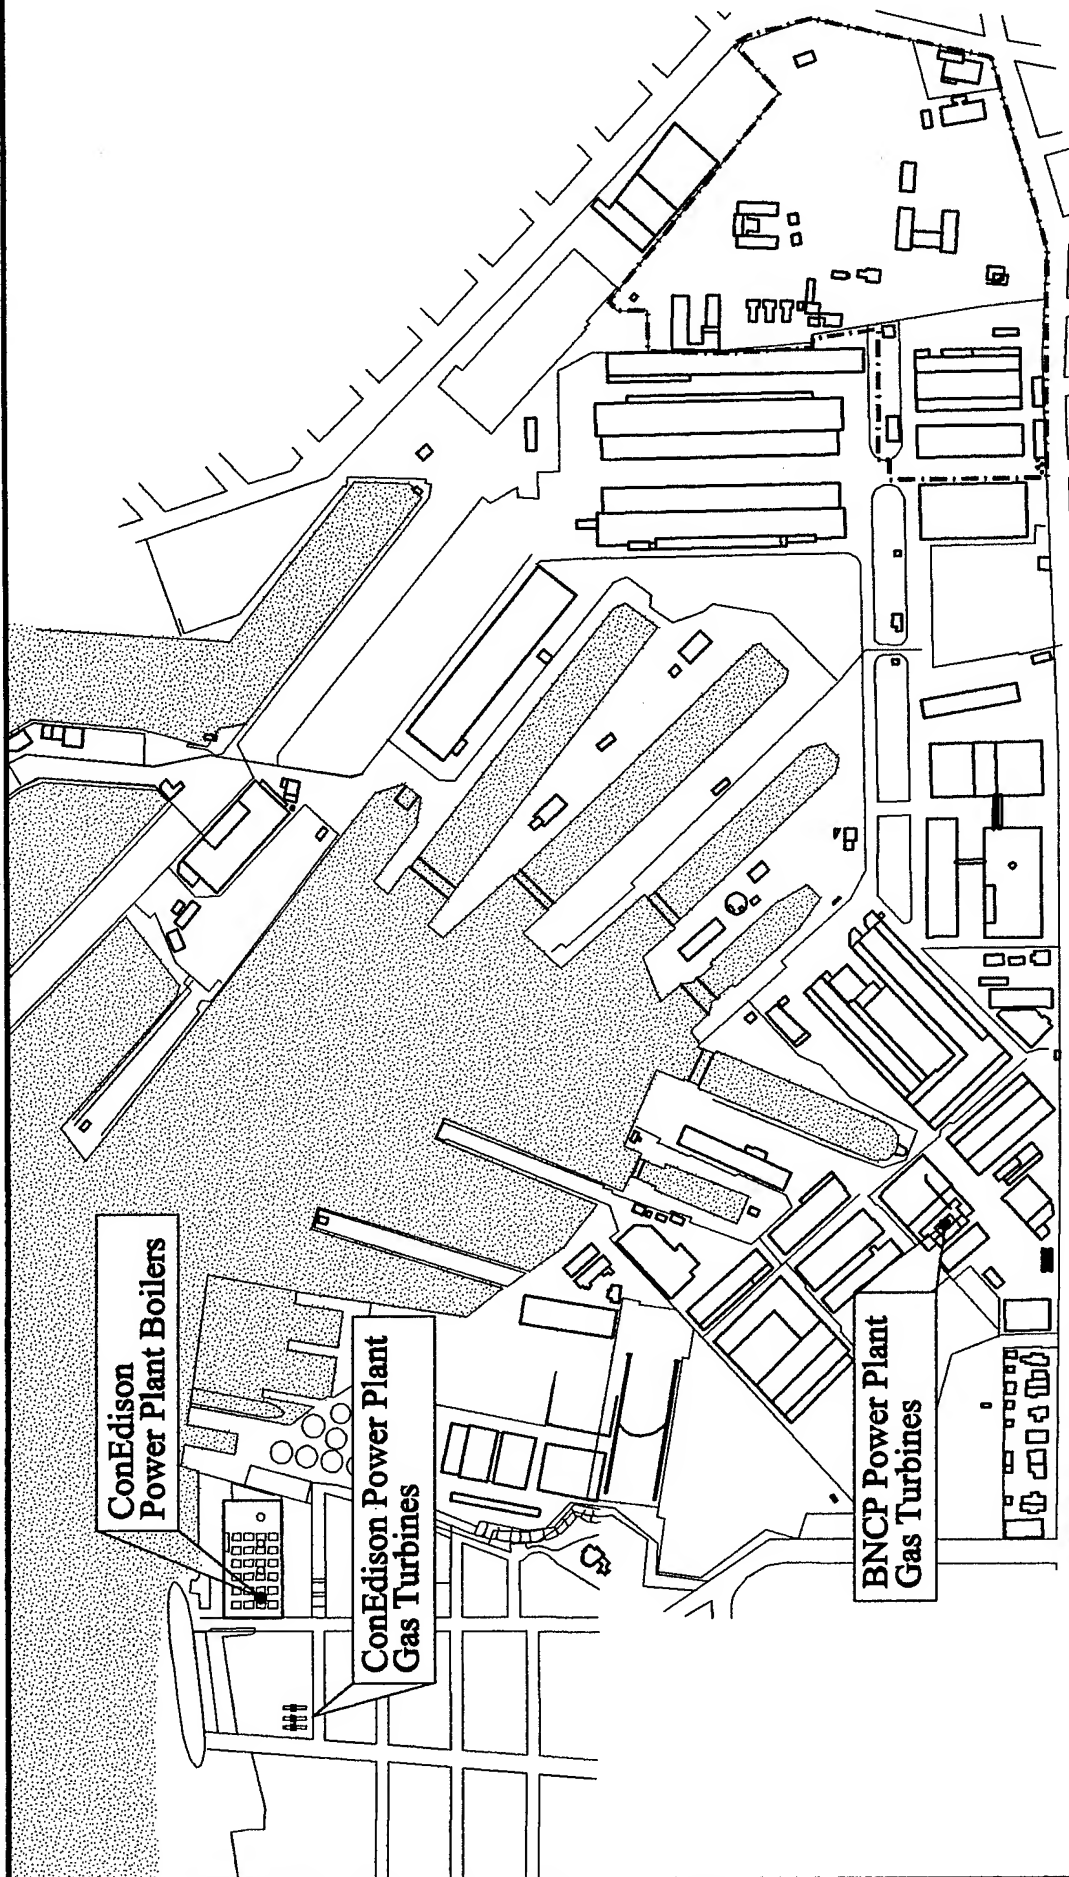 ConEdison
Power Plant Boilers
ConEdison Power Plant
Gas Turbines
BNCP Power Plant
Gas Turbines